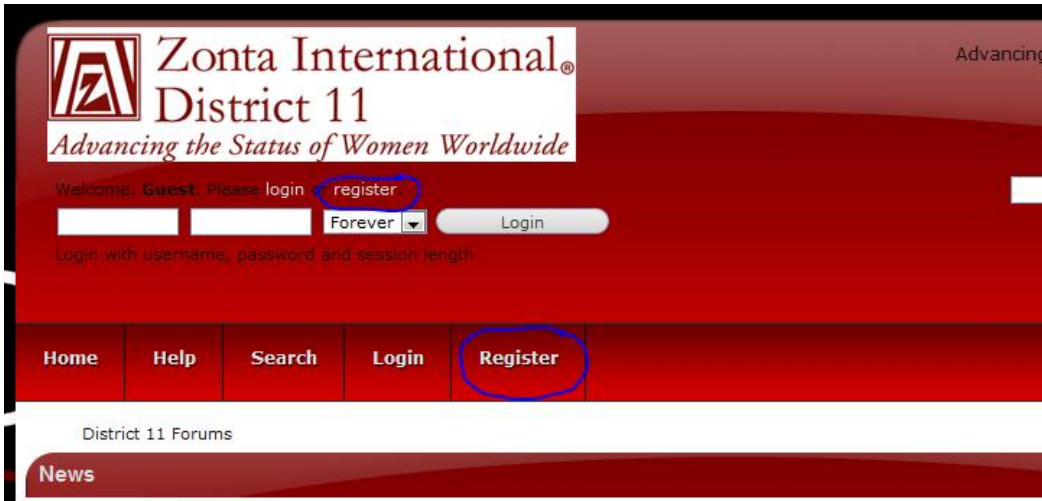 Zonta International®
District 11
Advancing the Status of Women Worldwide
Advancing
Welcome, Guest. Please login or register.
Forever Login
Login with username, password and session length
Home Help Search Login Register
District 11 Forums
News